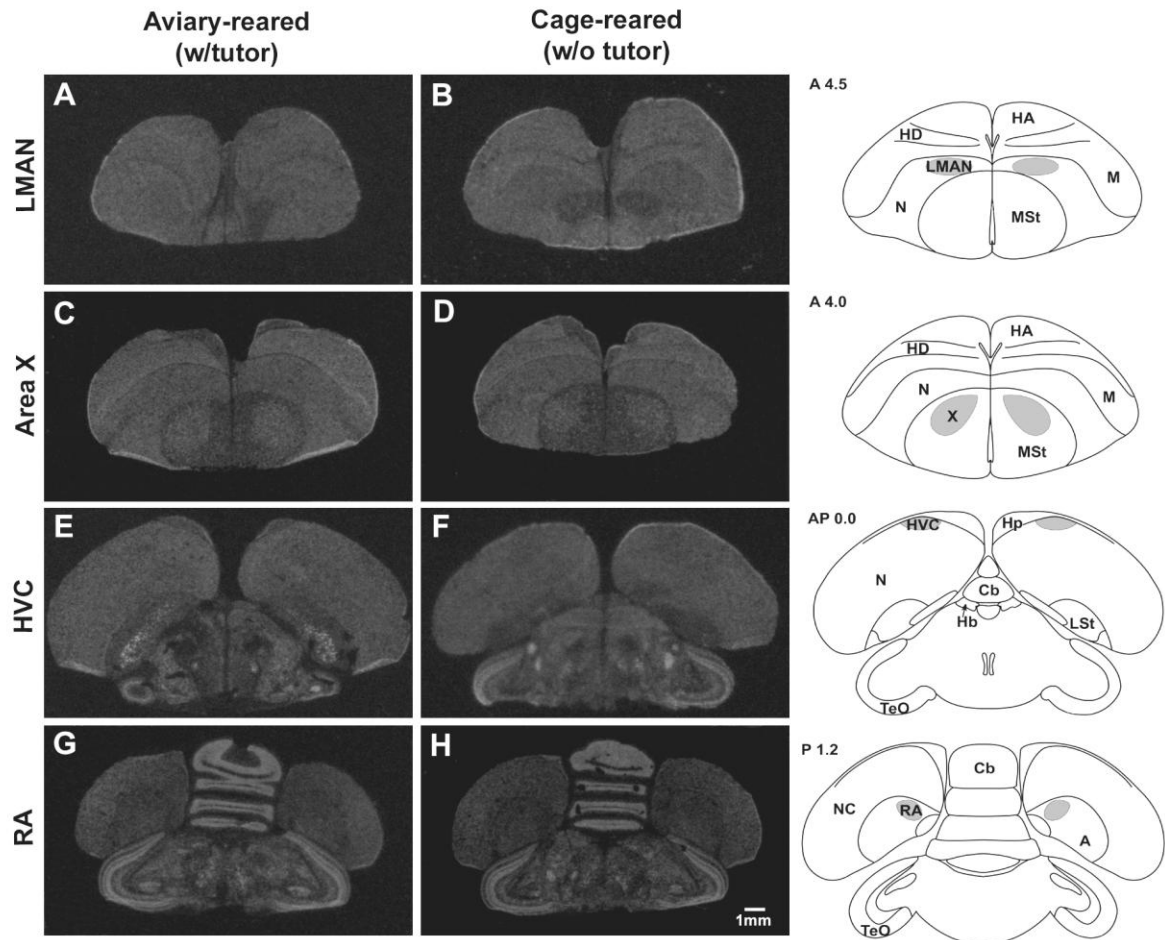 Aviary-reared
(w/tutor)
Cage-reared
(w/o tutor)
LMAN
A
B
A 4.5
HA
HD
LMAN
M
N
MSt
Area X
C
D
A 4.0
HA
HD
N
M
X
MSt
HVC
E
F
AP 0.0
HVC
Hp
N
Cb
Hb
LSt
TeO
RA
G
H
1mm
P 1.2
Cb
NC
RA
A
TeO